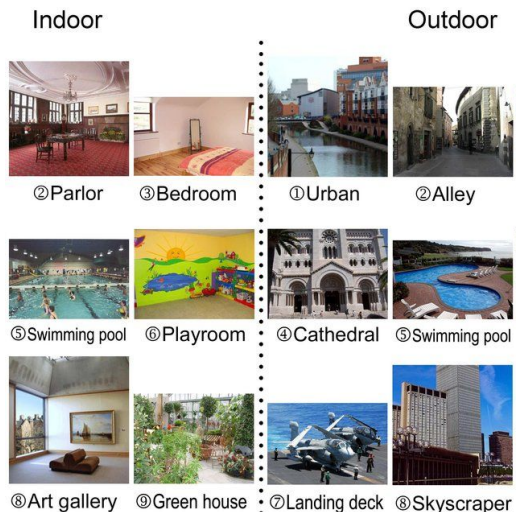 Indoor
Outdoor
②Parlor ③Bedroom ①Urban ②Alley
⑤Swimming pool ⑥Playroom ④Cathedral ⑤Swimming pool
⑧Art gallery ⑨Green house ⑦Landing deck ⑧Skyscraper